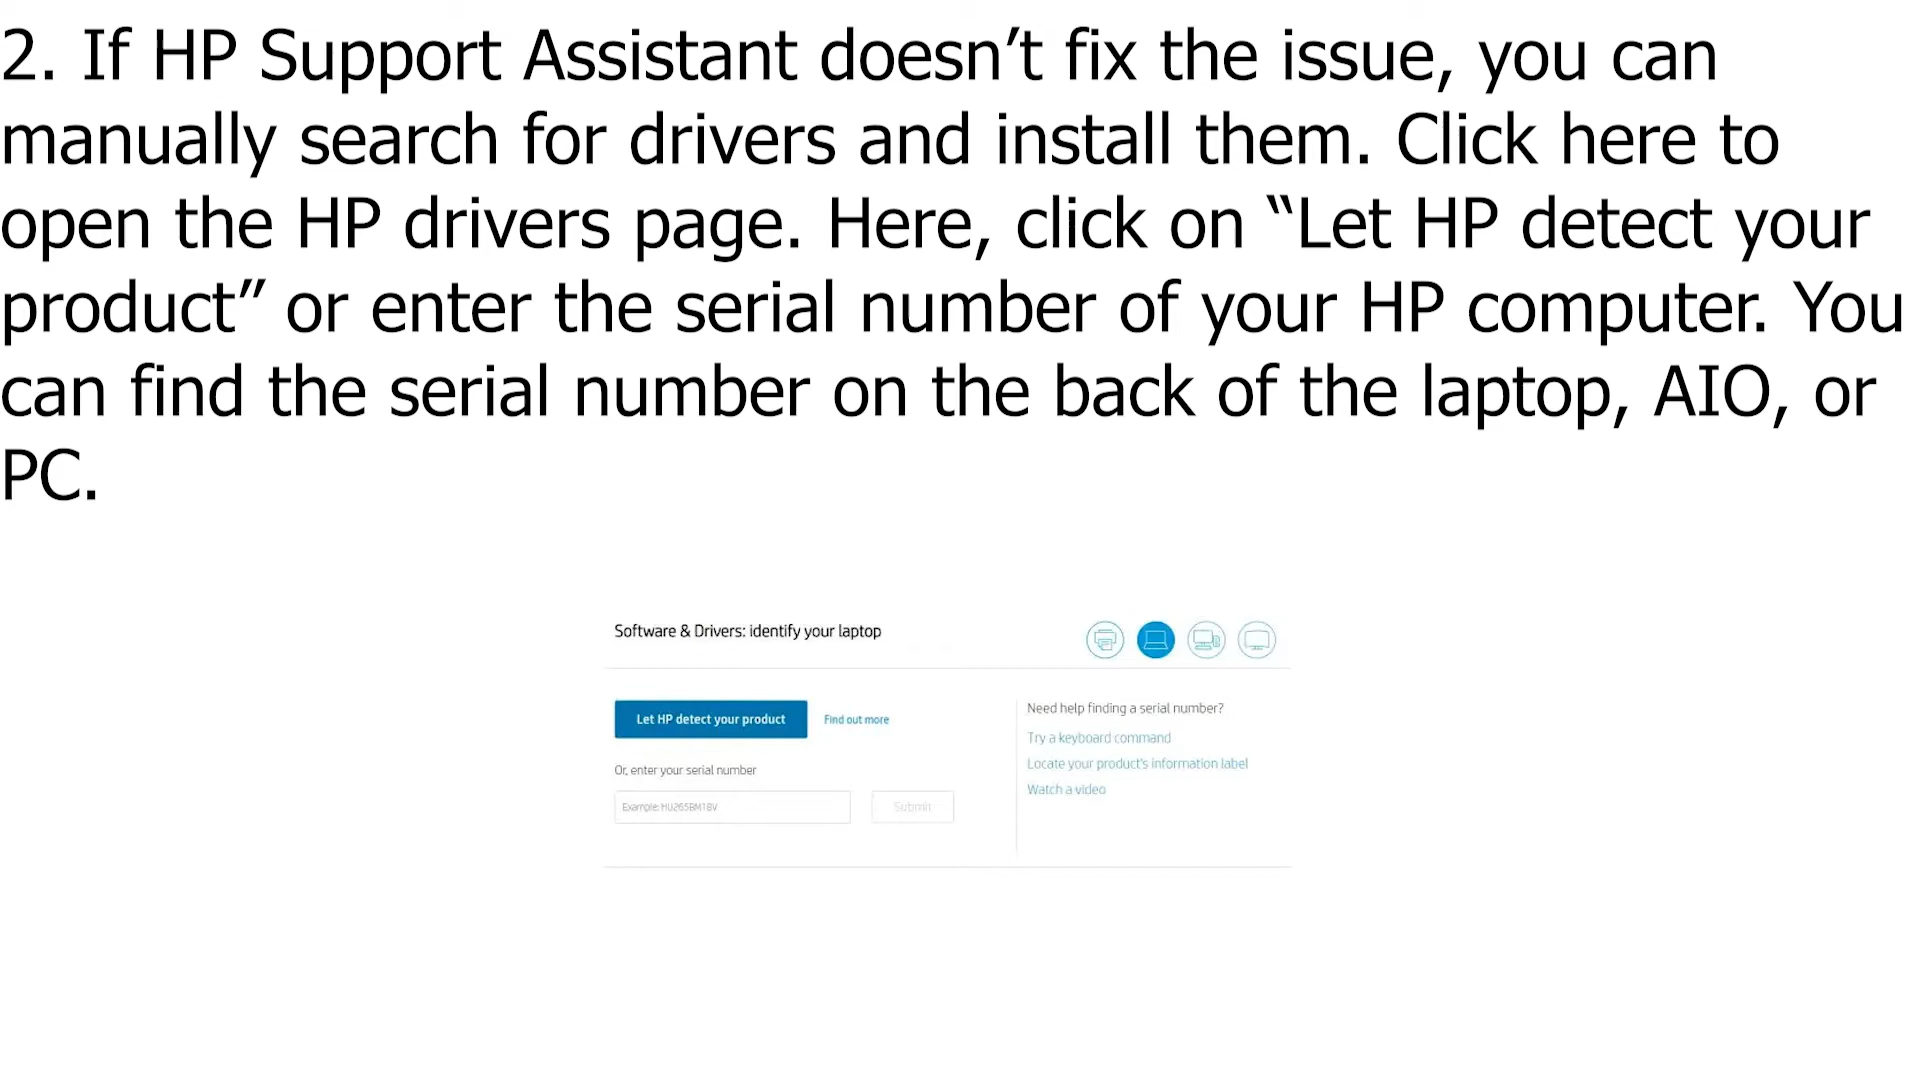 2. If HP Support Assistant doesn’t fix the issue, you can
manually search for drivers and install them. Click here to
open the HP drivers page. Here, click on “Let HP detect your
product” or enter the serial number of your HP computer. You
can find the serial number on the back of the laptop, AIO, or
PC.
Software & Drivers: identify your laptop
Let HP detect your product Find out more
Or, enter your serial number
Example: HU265BM18V Submit
Need help finding a serial number?
Try a keyboard command
Locate your product's information label
Watch a video